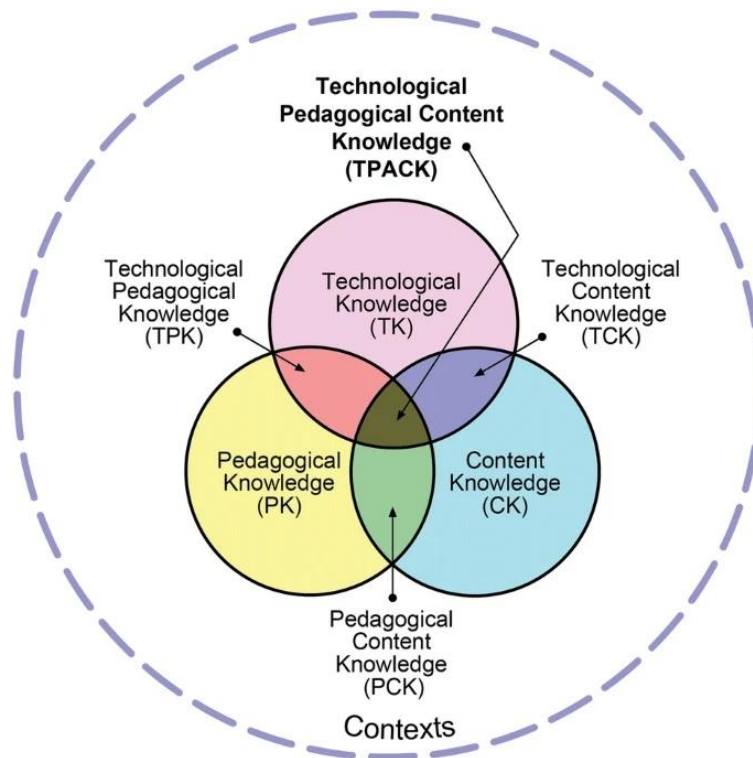 Technological
Pedagogical Content
Knowledge
(TPACK)
Technological
Pedagogical
Knowledge
(TPK)
Technological
Knowledge
(TK)
Technological
Content
Knowledge
(TCK)
Pedagogical
Knowledge
(PK)
Content
Knowledge
(CK)
Pedagogical
Content
Knowledge
(PCK)
Contexts